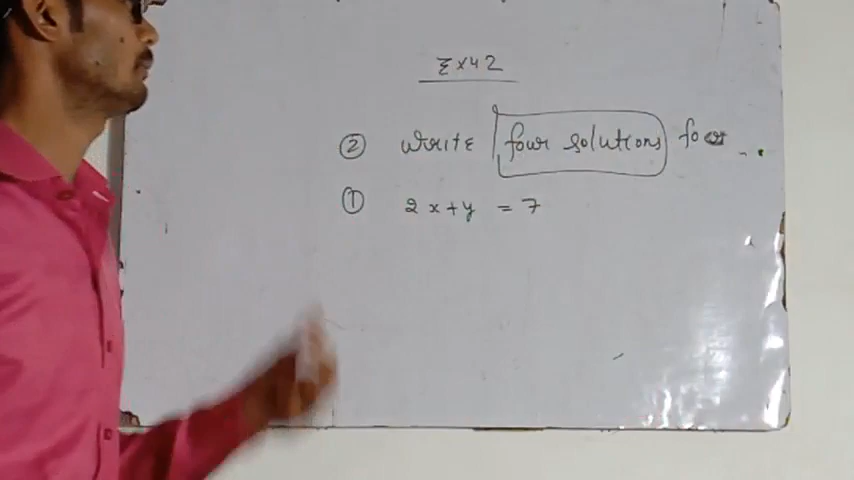 Ex 4 2
② write four solutions for ..
① 2x + y = 7